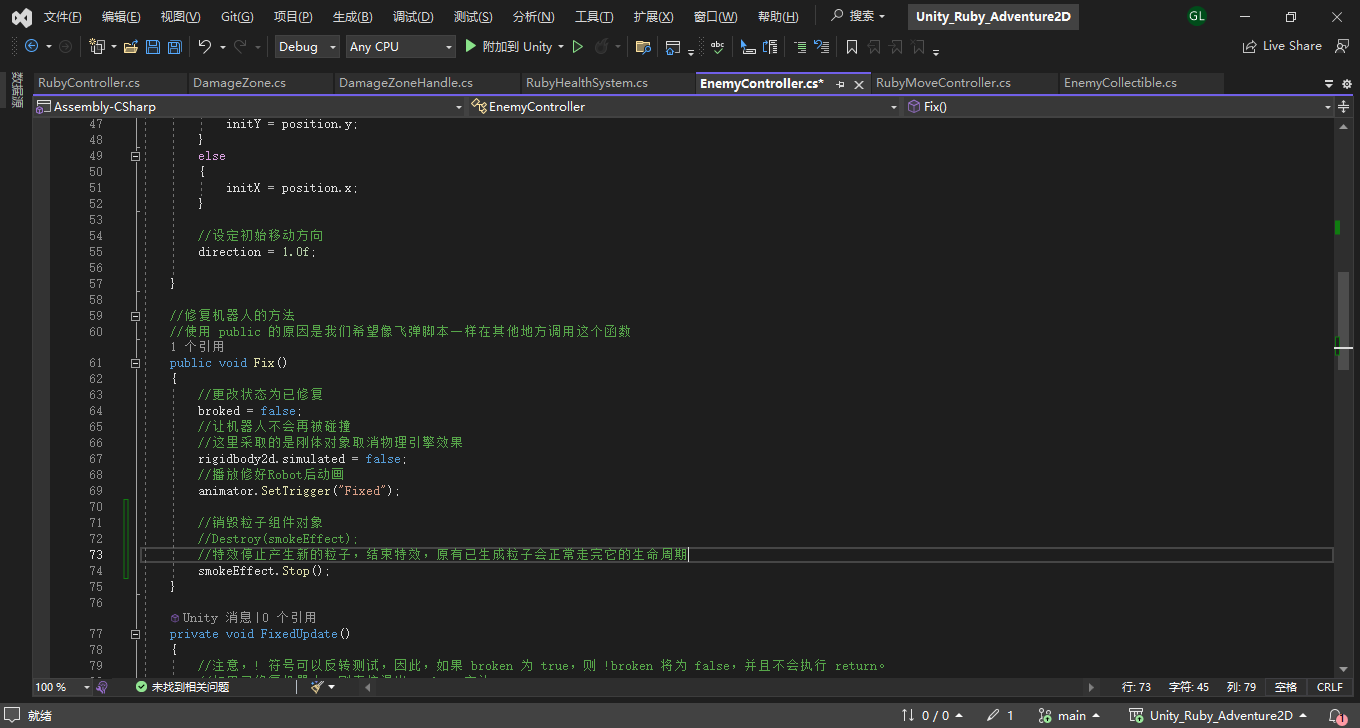 文件(F) 编辑(E) 视图(V) Git(G) 项目(P) 生成(B) 调试(D) 测试(S) 分析(N) 工具(T) 扩展(X) 窗口(W) 帮助(H) 搜索 Unity_Ruby_Adventure2D GL
Debug Any CPU 附加到 Unity abc Live Share
数据源
RubyController.cs DamageZone.cs DamageZoneHandle.cs RubyHealthSystem.cs EnemyController.cs* RubyMoveController.cs EnemyCollectible.cs
Assembly-CSharp EnemyController Fix()
47 initY = position.y;
48 }
49 else
50 {
51 initX = position.x;
52 }
53
54 //设定初始移动方向
55 direction = 1.0f;
56
57 }
58
59 //修复机器人的方法
60 //使用 public 的原因是我们希望像飞弹脚本一样在其他地方调用这个函数
1 个引用
61 public void Fix()
62 {
63 //更改状态为已修复
64 broked = false;
65 //让机器人不会再被碰撞
66 //这里采取的是刚体对象取消物理引擎效果
67 rigidbody2d.simulated = false;
68 //播放修好Robot后动画
69 animator.SetTrigger("Fixed");
70
71 //销毁粒子组件对象
72 //Destroy(smokeEffect);
73 //特效停止产生新的粒子，结束特效，原有已生成粒子会正常走完它的生命周期
74 smokeEffect.Stop();
75 }
76
Unity 消息|0 个引用
77 private void FixedUpdate()
78 {
79 //注意，! 符号可以反转测试，因此，如果 broken 为 true，则 !broken 将为 false，并且不会执行 return。
100 % 未找到相关问题 行: 73 字符: 45 列: 79 空格 CRLF
就绪 0 / 0 1 main Unity_Ruby_Adventure2D 1